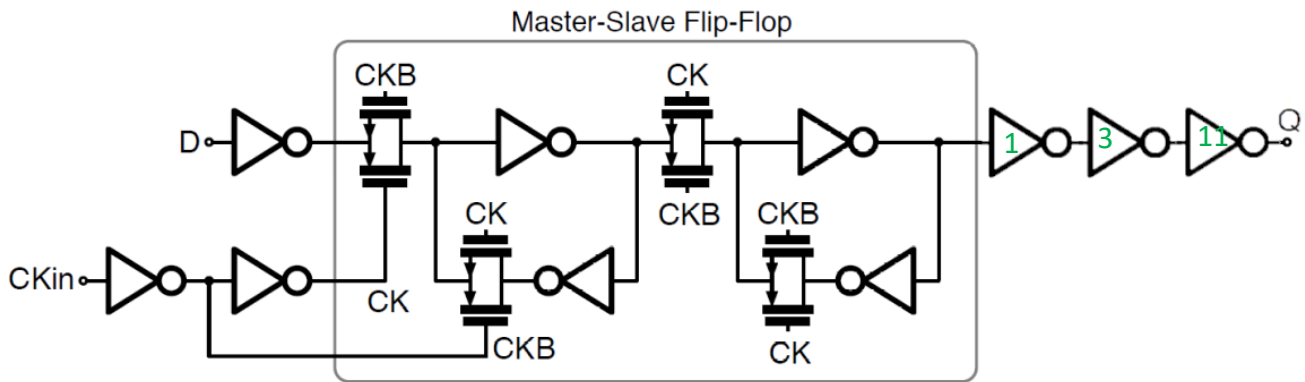 Master-Slave Flip-Flop
CKB
CK
D
1
3
11
Q
CK
CKB
CKB
CKin
CK
CKB
CK